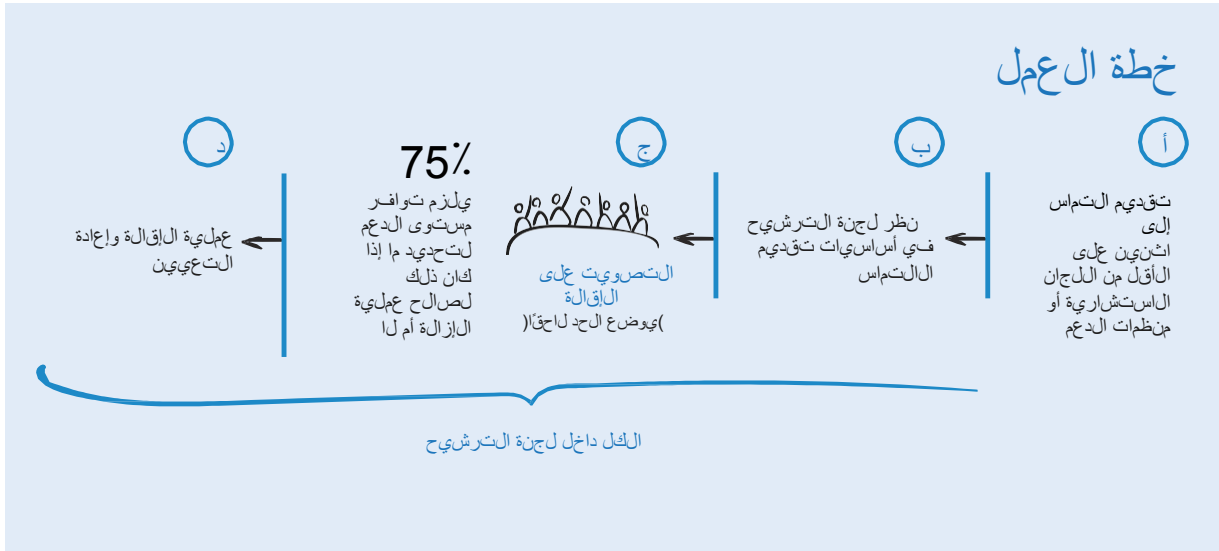 خطة العمل
أ
تقديم التماس
إلى
اثنين على
الأقل من اللجان
الاستشارية أو
منظمات الدعم
ب
نظر لجنة الترشيح
في أساسيات تقديم
الالتماس
ج
التصويت على
الإقالة
)يوضع الحد لاحقًا(
75٪
يلزم توافر
مستوى الدعم
لتحديد ما إذا
كان ذلك
لصالح عملية
الإزالة أم لا
د
عملية الإقالة وإعادة
التعيين
الكل داخل لجنة الترشيح